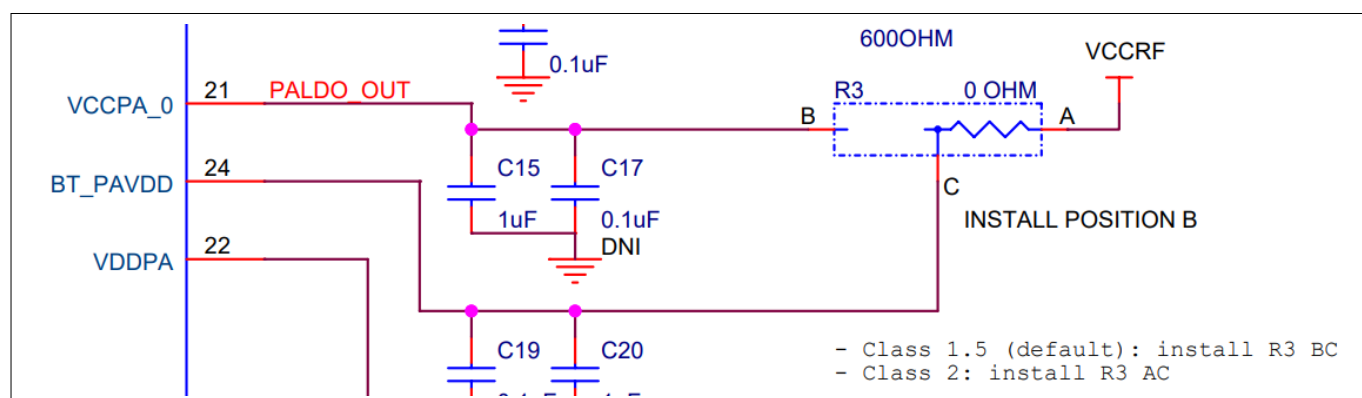 600OHM
VCCRF
0.1uF
21 PALDO_OUT
R3 0 OHM
VCCPA_0
B A
24
C15 C17
BT_PAVDD
C
1uF 0.1uF
INSTALL POSITION B
22
DNI
VDDPA
C19 C20
- Class 1.5 (default): install R3 BC
- Class 2: install R3 AC